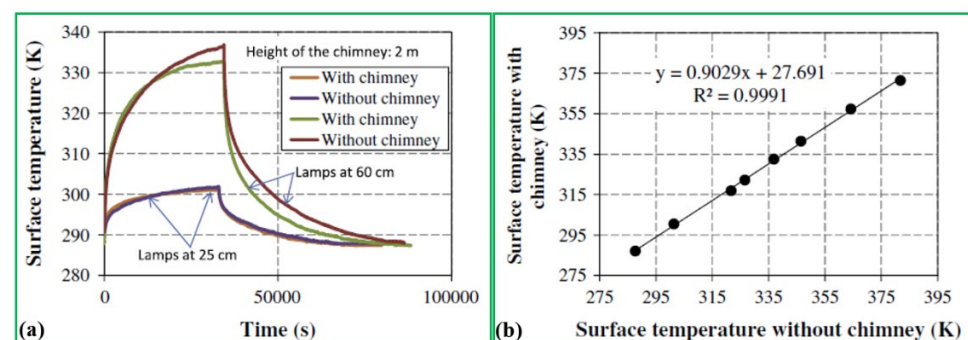 340
330
320
310
300
290
280
Surface temperature (K)
Height of the chimney: 2 m
With chimney
Without chimney
With chimney
Without chimney
Lamps at 60 cm
Lamps at 25 cm
0
50000
100000
(a)
Time (s)
395
375
355
335
315
295
275
Surface temperature with
chimney (K)
y = 0.9029x + 27.691
R² = 0.9991
275 295 315 335 355 375 395
(b)
Surface temperature without chimney (K)